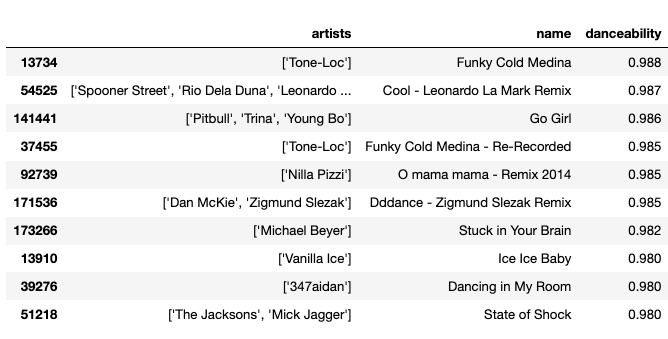 artists name danceability
13734 ['Tone-Loc'] Funky Cold Medina 0.988
54525 ['Spooner Street', 'Rio Dela Duna', 'Leonardo ... Cool - Leonardo La Mark Remix 0.987
141441 ['Pitbull', 'Trina', 'Young Bo'] Go Girl 0.986
37455 ['Tone-Loc'] Funky Cold Medina - Re-Recorded 0.985
92739 ['Nilla Pizzi'] O mama mama - Remix 2014 0.985
171536 ['Dan McKie', 'Zigmund Slezak'] Dddance - Zigmund Slezak Remix 0.985
173266 ['Michael Beyer'] Stuck in Your Brain 0.982
13910 ['Vanilla Ice'] Ice Ice Baby 0.980
39276 ['347aidan'] Dancing in My Room 0.980
51218 ['The Jacksons', 'Mick Jagger'] State of Shock 0.980